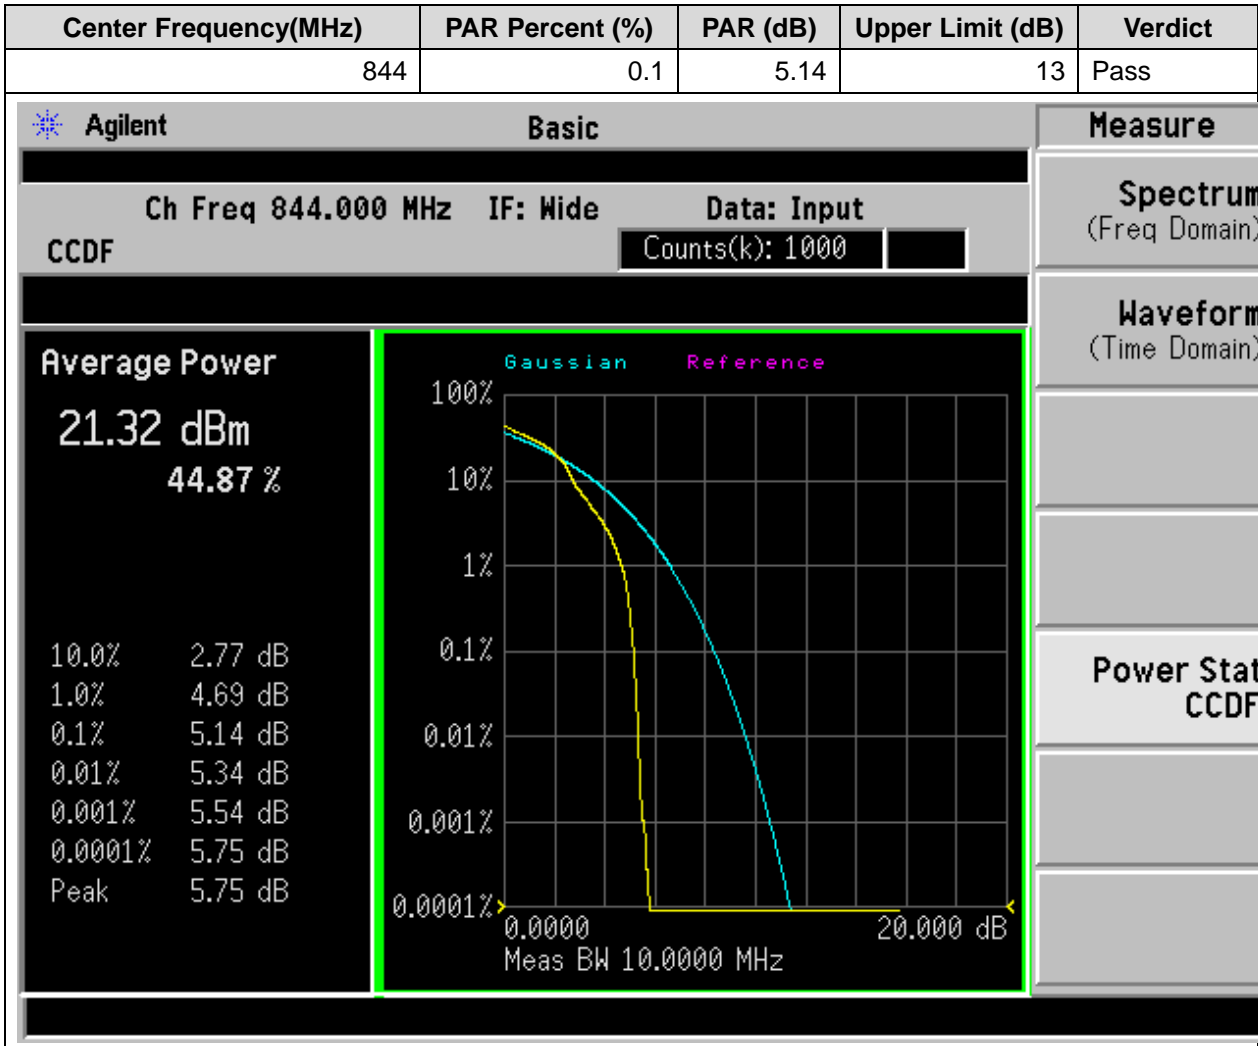 Center Frequency(MHz) PAR Percent (%) PAR (dB) Upper Limit (dB) Verdict
844 0.1 5.14 13 Pass
Agilent Basic Measure
Ch Freq 844.000 MHz IF: Wide Data: Input
CCDF Counts(k): 1000
Spectrum
(Freq Domain)
Waveform
(Time Domain)
Power Stat
CCDF
Average Power
21.32 dBm
44.87 %
10.0% 2.77 dB
1.0% 4.69 dB
0.1% 5.14 dB
0.01% 5.34 dB
0.001% 5.54 dB
0.0001% 5.75 dB
Peak 5.75 dB
Gaussian Reference
100%
10%
1%
0.1%
0.01%
0.001%
0.0001%
0.0000 20.000 dB
Meas BW 10.0000 MHz